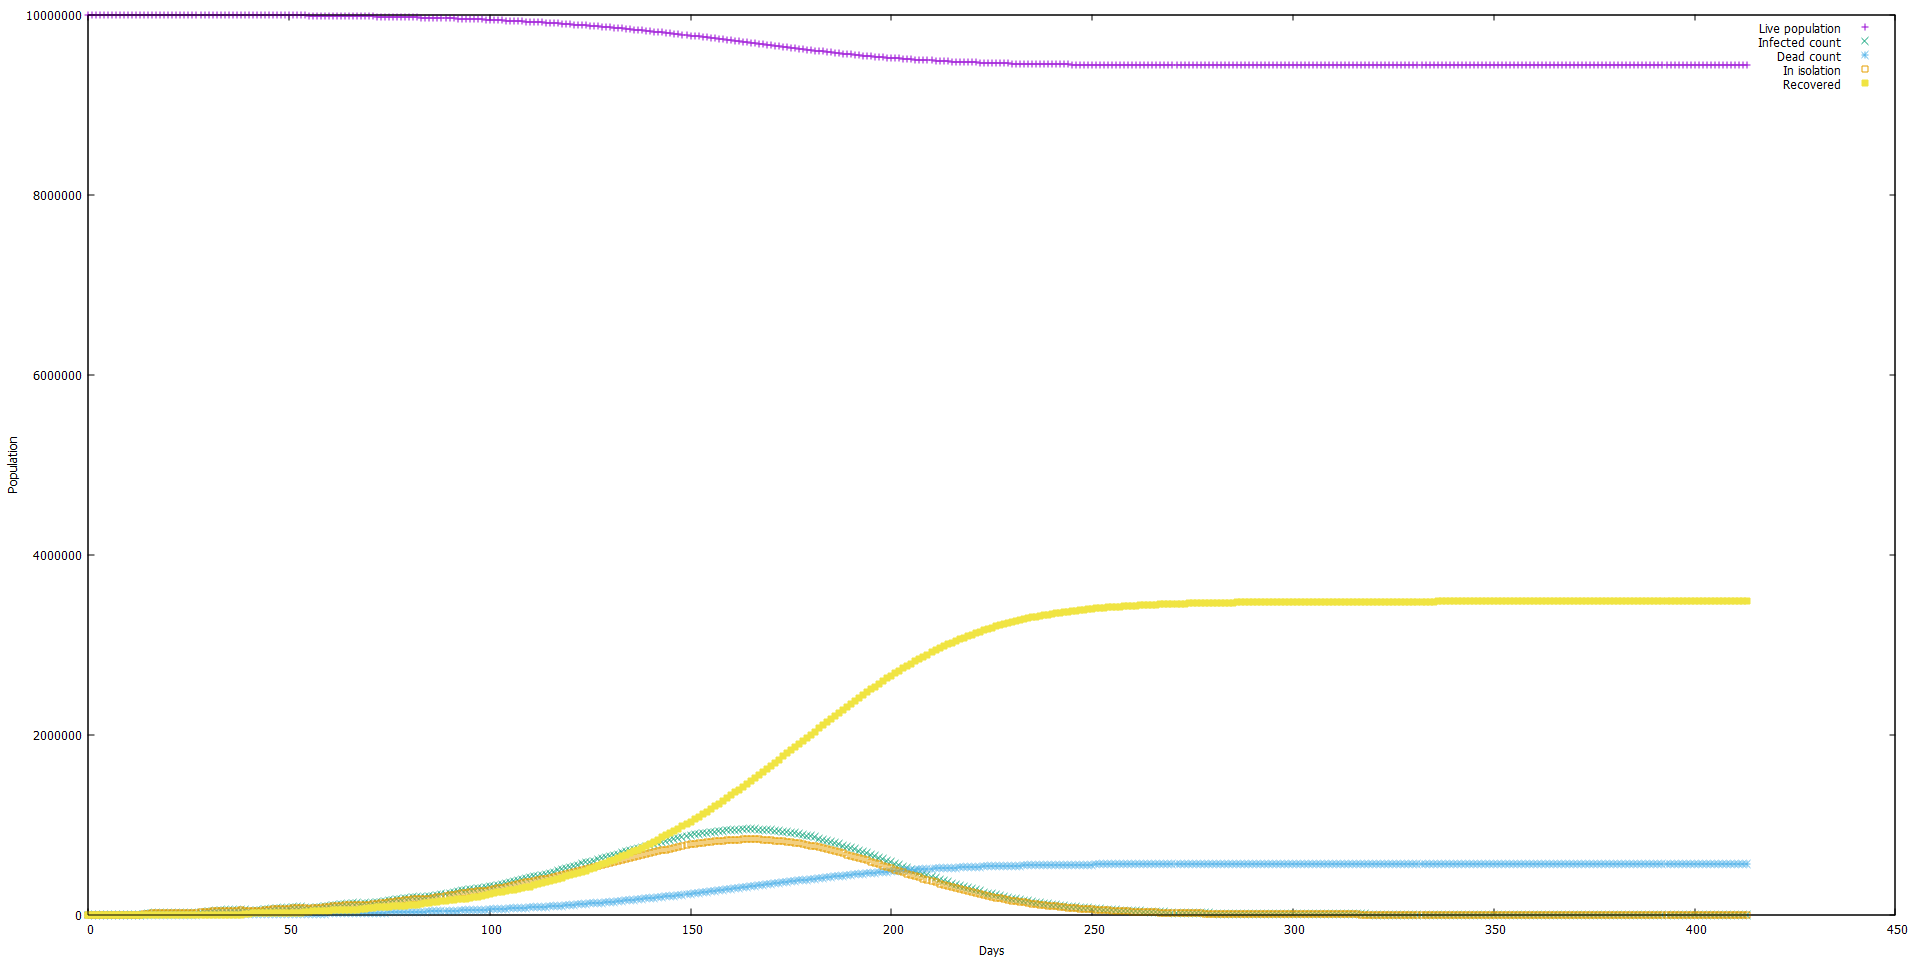 10000000
8000000
6000000
4000000
2000000
0
Population
0
50
100
150
200
250
300
350
400
450
Days
Live population
Infected count
Dead count
In isolation
Recovered